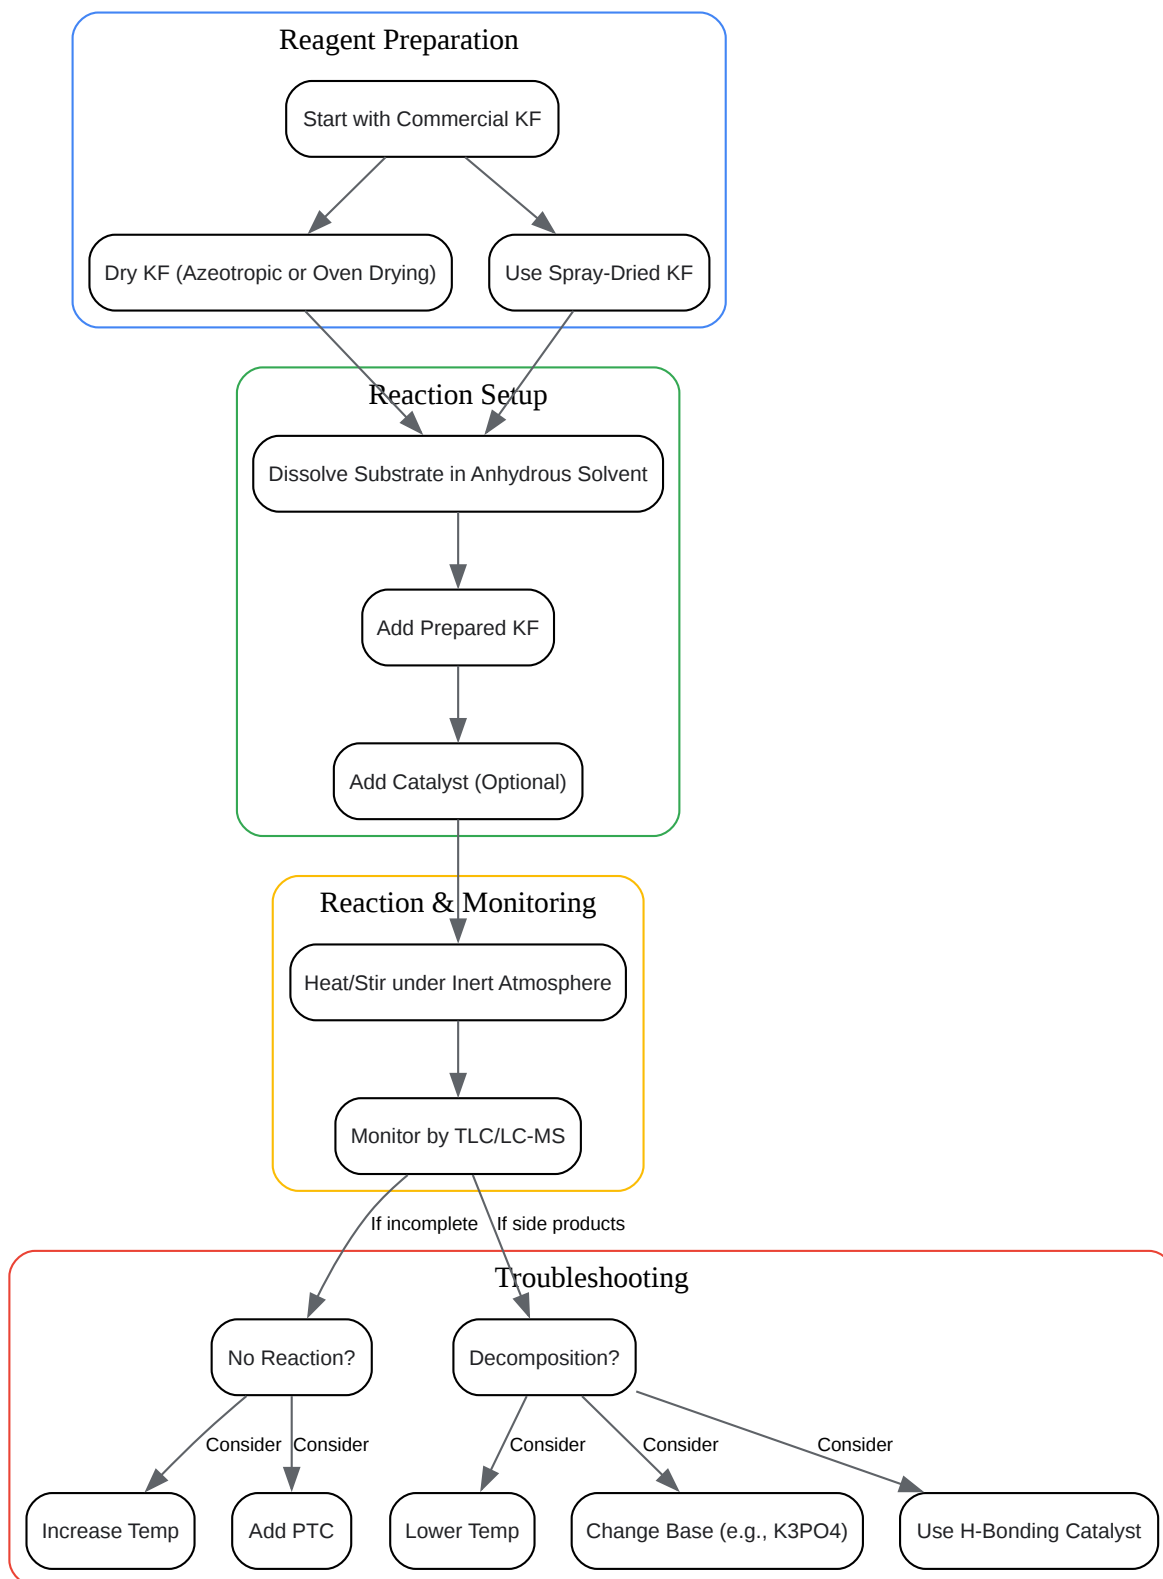 Reagent Preparation
Start with Commercial KF
Dry KF (Azeotropic or Oven Drying)
Use Spray-Dried KF
Reaction Setup
Dissolve Substrate in Anhydrous Solvent
Add Prepared KF
Add Catalyst (Optional)
Reaction & Monitoring
Heat/Stir under Inert Atmosphere
Monitor by TLC/LC-MS
If incomplete
If side products
Troubleshooting
No Reaction?
Decomposition?
Consider
Consider
Consider
Consider
Consider
Increase Temp
Add PTC
Lower Temp
Change Base (e.g., K3PO4)
Use H-Bonding Catalyst